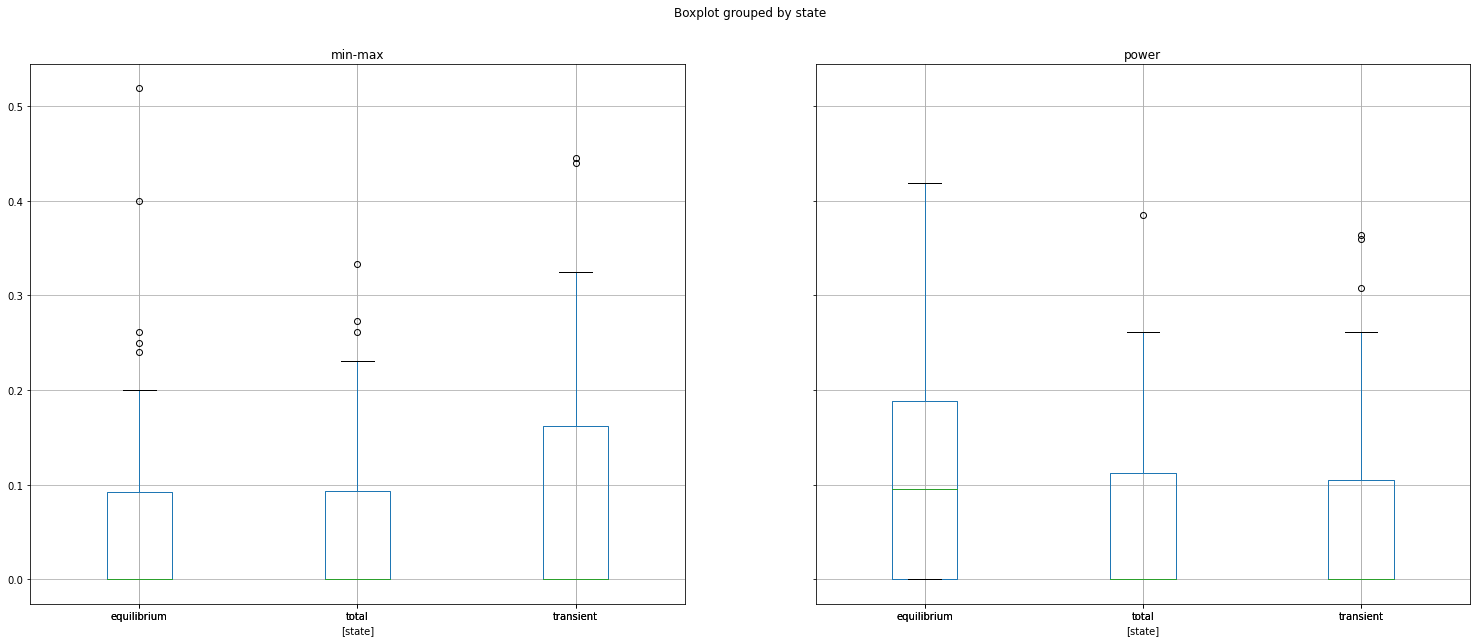 Boxplot grouped by state
min-max
power
0.5
0.4
0.3
0.2
0.1
0.0
equilibrium
total
transient
[state]
equilibrium
total
transient
[state]